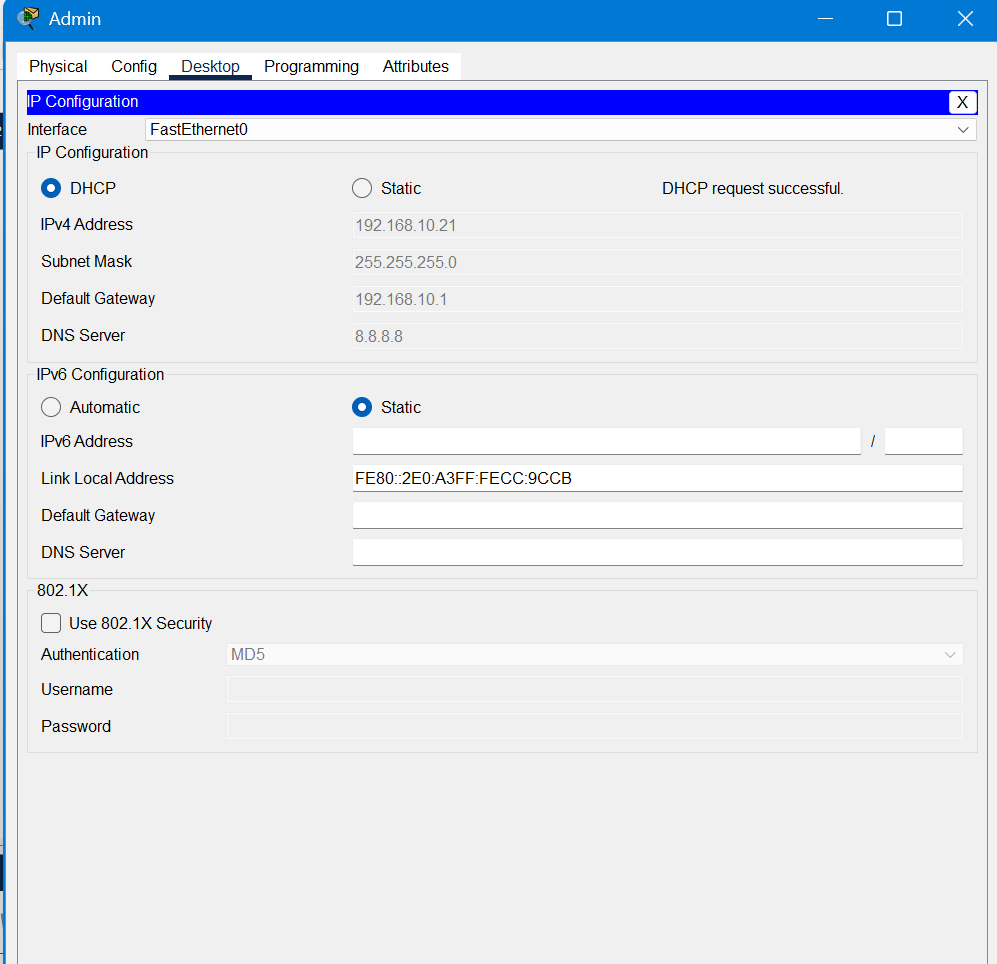 Admin
Physical Config Desktop Programming Attributes
IP Configuration X
Interface FastEthernet0
IP Configuration
DHCP Static DHCP request successful.
IPv4 Address 192.168.10.21
Subnet Mask 255.255.255.0
Default Gateway 192.168.10.1
DNS Server 8.8.8.8
IPv6 Configuration
Automatic Static
IPv6 Address /
Link Local Address FE80::2E0:A3FF:FECC:9CCB
Default Gateway
DNS Server
802.1X
Use 802.1X Security
Authentication MD5
Username
Password